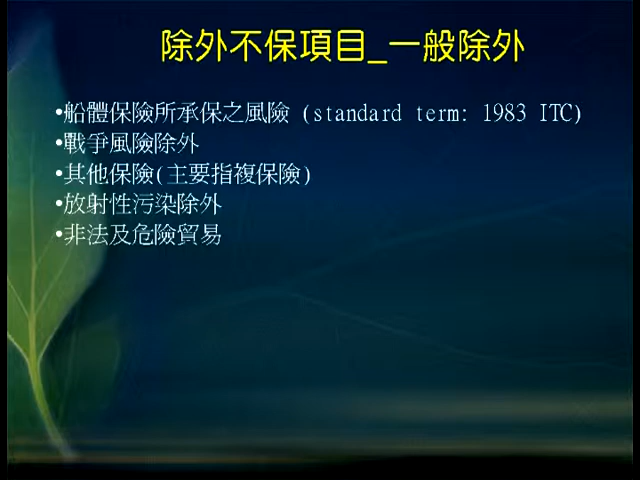 除外不保項目_一般除外
•船體保險所承保之風險 (standard term: 1983 ITC)
•戰爭風險除外
•其他保險(主要指複保險)
•放射性污染除外
•非法及危險貿易